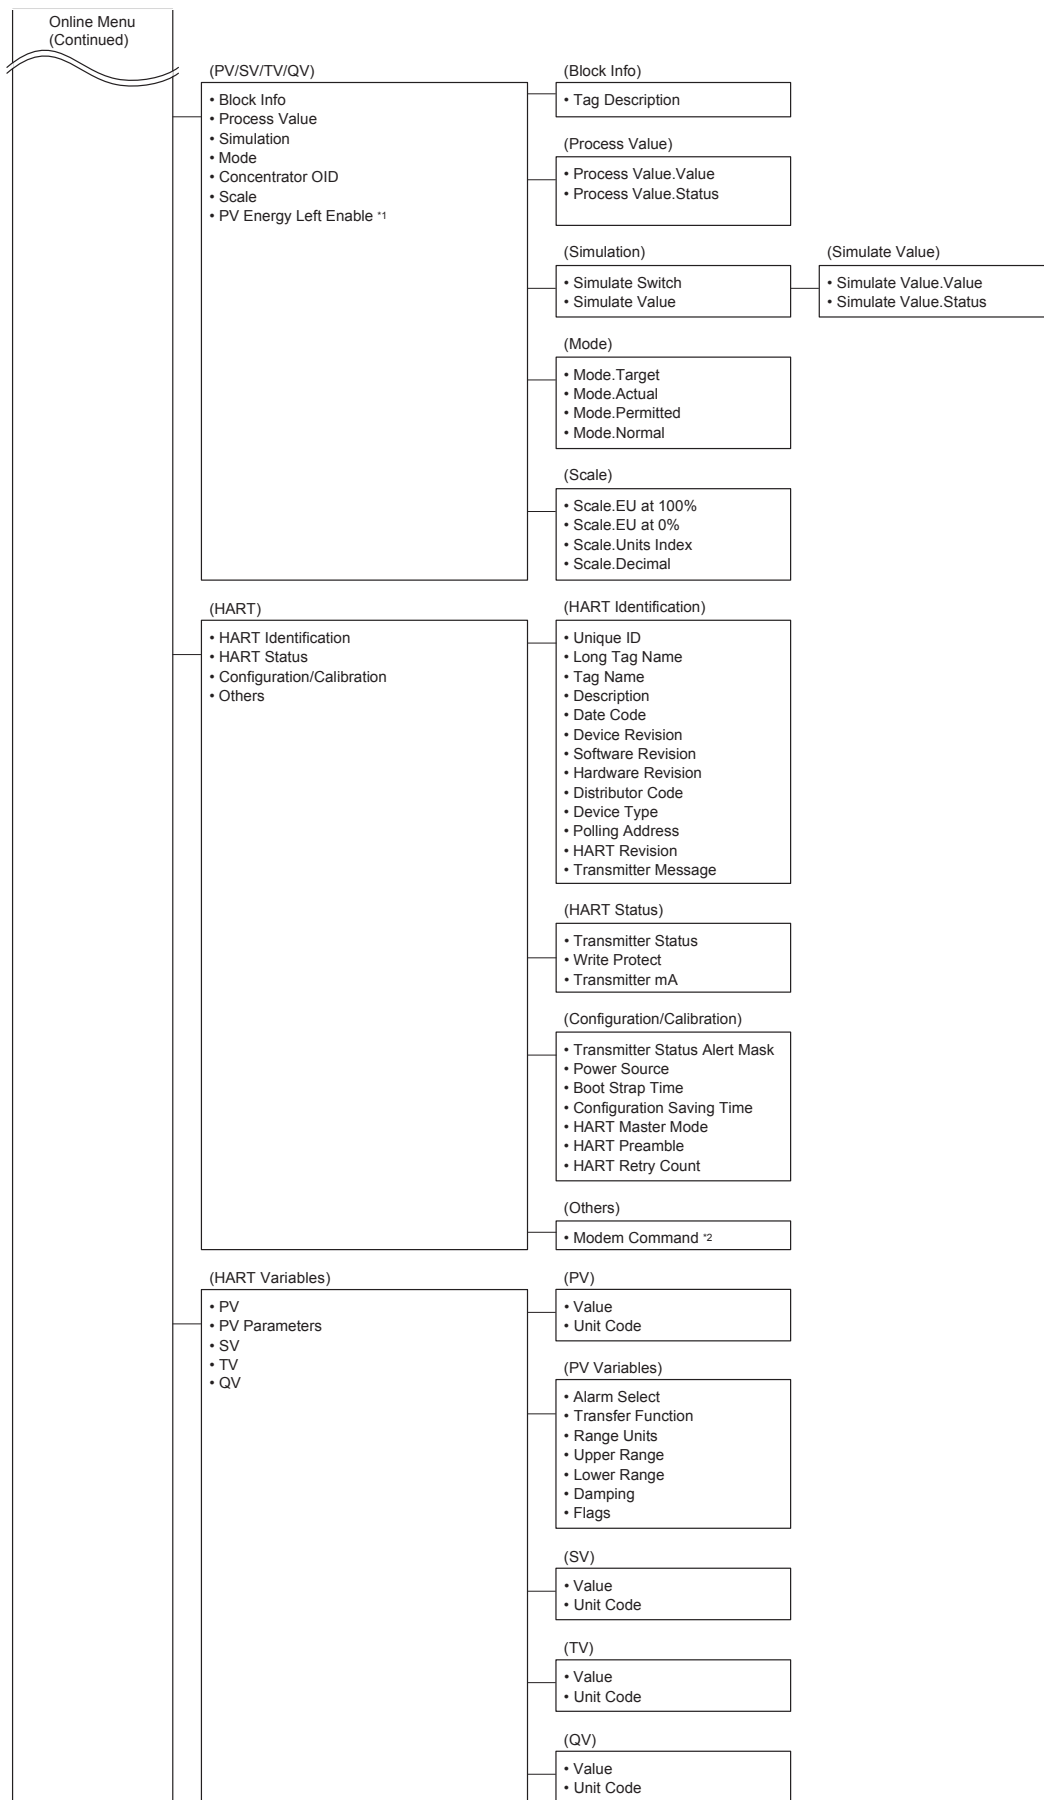 Online Menu
(Continued)
(PV/SV/TV/QV)
• Block Info
• Process Value
• Simulation
• Mode
• Concentrator OID
• Scale
• PV Energy Left Enable *1
(Block Info)
• Tag Description
(Process Value)
• Process Value.Value
• Process Value.Status
(Simulation)
• Simulate Switch
• Simulate Value
(Simulate Value)
• Simulate Value.Value
• Simulate Value.Status
(Mode)
• Mode.Target
• Mode.Actual
• Mode.Permitted
• Mode.Normal
(Scale)
• Scale.EU at 100%
• Scale.EU at 0%
• Scale.Units Index
• Scale.Decimal
(HART)
• HART Identification
• HART Status
• Configuration/Calibration
• Others
(HART Identification)
• Unique ID
• Long Tag Name
• Tag Name
• Description
• Date Code
• Device Revision
• Software Revision
• Hardware Revision
• Distributor Code
• Device Type
• Polling Address
• HART Revision
• Transmitter Message
(HART Status)
• Transmitter Status
• Write Protect
• Transmitter mA
(Configuration/Calibration)
• Transmitter Status Alert Mask
• Power Source
• Boot Strap Time
• Configuration Saving Time
• HART Master Mode
• HART Preamble
• HART Retry Count
(Others)
• Modem Command *2
(HART Variables)
• PV
• PV Parameters
• SV
• TV
• QV
(PV)
• Value
• Unit Code
(PV Variables)
• Alarm Select
• Transfer Function
• Range Units
• Upper Range
• Lower Range
• Damping
• Flags
(SV)
• Value
• Unit Code
(TV)
• Value
• Unit Code
(QV)
• Value
• Unit Code